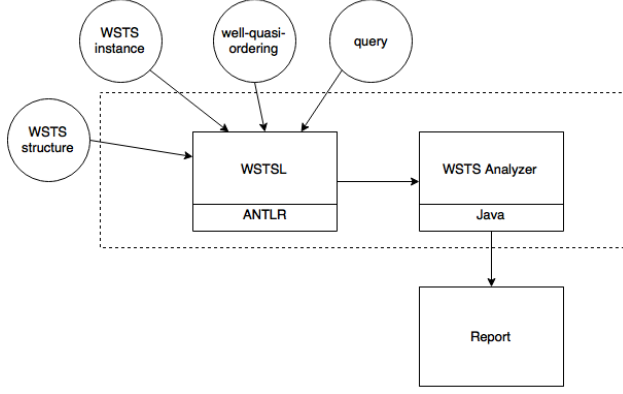 WSTS
instance
well-quasi-
ordering
query
WSTS
structure
WSTSL
ANTLR
WSTS Analyzer
Java
Report